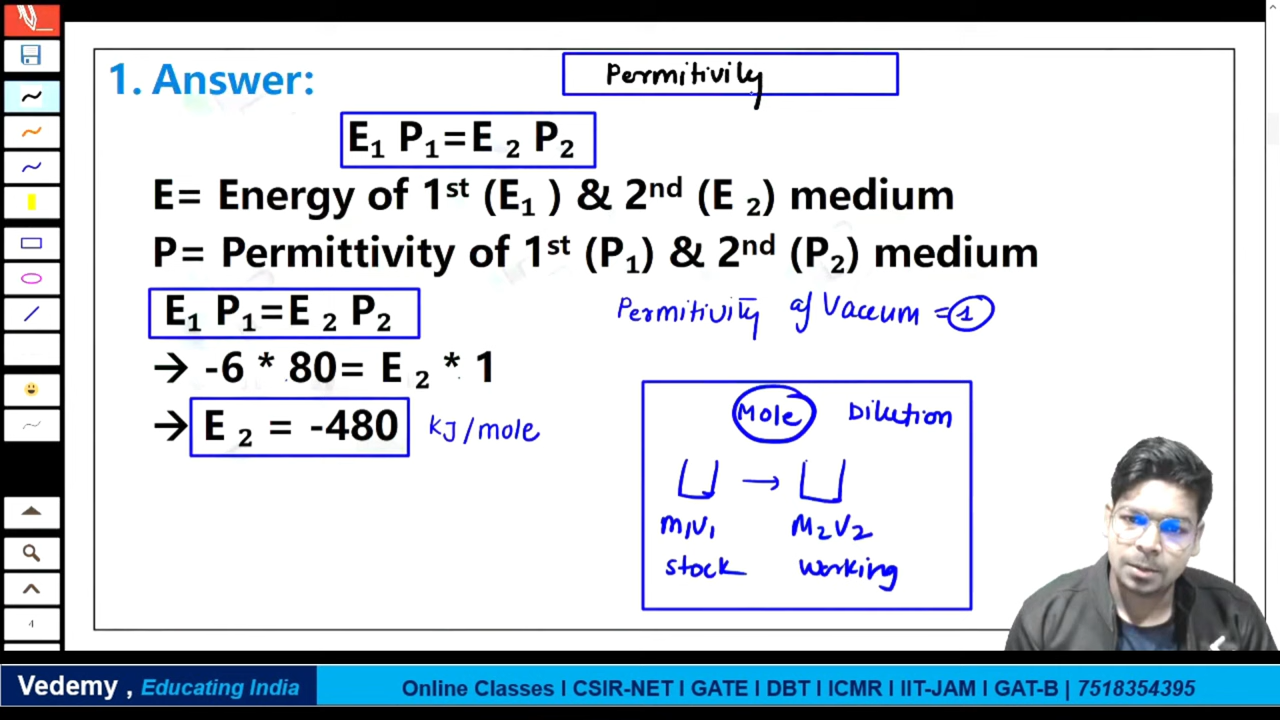 1. Answer:
Permitivily
E₁ P₁=E ₂ P₂
E= Energy of 1ˢᵗ (E₁ ) & 2ⁿᵈ (E ₂) medium
P= Permittivity of 1ˢᵗ (P₁) & 2ⁿᵈ (P₂) medium
E₁ P₁=E ₂ P₂
Permitivity of Vaccum = 1
→ -6 * 80= E ₂ * 1
→ E ₂ = -480 kJ/mole
Mole Dilution
→
M₁V₁ M₂V₂
stock working
Vedemy , Educating India
Online Classes I CSIR-NET I GATE I DBT I ICMR I IIT-JAM I GAT-B | 7518354395